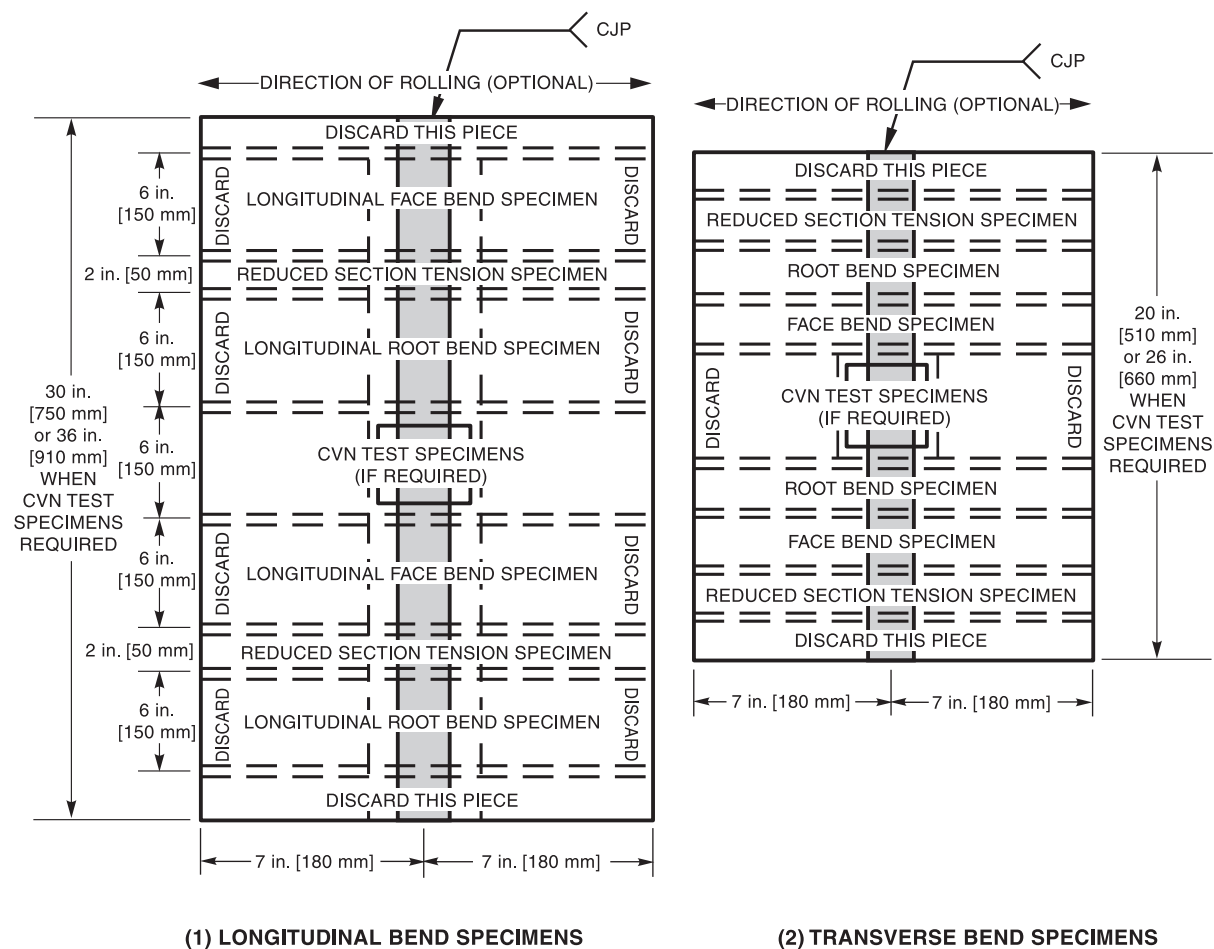 CJP
DIRECTION OF ROLLING (OPTIONAL)
DISCARD THIS PIECE
6 in.
[150 mm]
DISCARD
LONGITUDINAL FACE BEND SPECIMEN
DISCARD
2 in. [50 mm]
REDUCED SECTION TENSION SPECIMEN
6 in.
[150 mm]
DISCARD
LONGITUDINAL ROOT BEND SPECIMEN
DISCARD
30 in.
[750 mm]
or 36 in.
[910 mm]
WHEN
CVN TEST
SPECIMENS
REQUIRED
6 in.
[150 mm]
CVN TEST SPECIMENS
(IF REQUIRED)
6 in.
[150 mm]
DISCARD
LONGITUDINAL FACE BEND SPECIMEN
DISCARD
2 in. [50 mm]
REDUCED SECTION TENSION SPECIMEN
6 in.
[150 mm]
DISCARD
LONGITUDINAL ROOT BEND SPECIMEN
DISCARD
DISCARD THIS PIECE
7 in. [180 mm]
7 in. [180 mm]
(1) LONGITUDINAL BEND SPECIMENS
CJP
DIRECTION OF ROLLING (OPTIONAL)
DISCARD THIS PIECE
REDUCED SECTION TENSION SPECIMEN
ROOT BEND SPECIMEN
FACE BEND SPECIMEN
DISCARD
CVN TEST SPECIMENS
(IF REQUIRED)
DISCARD
20 in.
[510 mm]
or 26 in.
[660 mm]
WHEN
CVN TEST
SPECIMENS
REQUIRED
ROOT BEND SPECIMEN
FACE BEND SPECIMEN
REDUCED SECTION TENSION SPECIMEN
DISCARD THIS PIECE
7 in. [180 mm]
7 in. [180 mm]
(2) TRANSVERSE BEND SPECIMENS